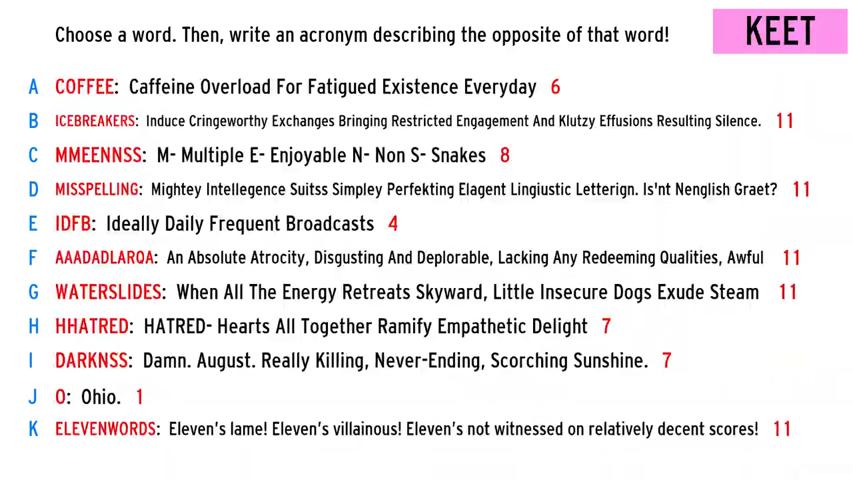 Choose a word. Then, write an acronym describing the opposite of that word!
KEET
A COFFEE: Caffeine Overload For Fatigued Existence Everyday 6
B ICEBREAKERS: Induce Cringeworthy Exchanges Bringing Restricted Engagement And Klutzy Effusions Resulting Silence. 11
C MMEENNSS: M- Multiple E- Enjoyable N- Non S- Snakes 8
D MISSPELLING: Mightey Intellegence Suitss Simpley Perfekting Elagent Lingiustic Letterign. Is'nt Nenglish Graet? 11
E IDFB: Ideally Daily Frequent Broadcasts 4
F AAADADLARQA: An Absolute Atrocity, Disgusting And Deplorable, Lacking Any Redeeming Qualities, Awful 11
G WATERSLIDES: When All The Energy Retreats Skyward, Little Insecure Dogs Exude Steam 11
H HHATRED: HATRED- Hearts All Together Ramify Empathetic Delight 7
I DARKNSS: Damn. August. Really Killing, Never-Ending, Scorching Sunshine. 7
J O: Ohio. 1
K ELEVENWORDS: Eleven's lame! Eleven's villainous! Eleven's not witnessed on relatively decent scores! 11